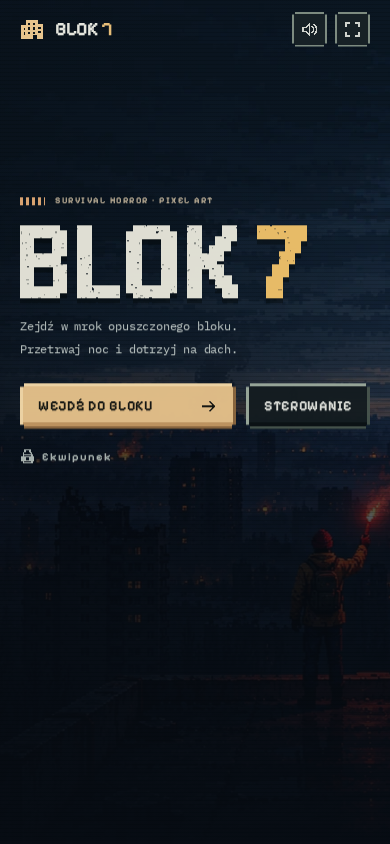 BLOK 7
SURVIVAL HORROR · PIXEL ART
BLOK 7
Zejdź w mrok opuszczonego bloku.
Przetrwaj noc i dotrzyj na dach.
WEJDŹ DO BLOKU →
STEROWANIE
Ekwipunek